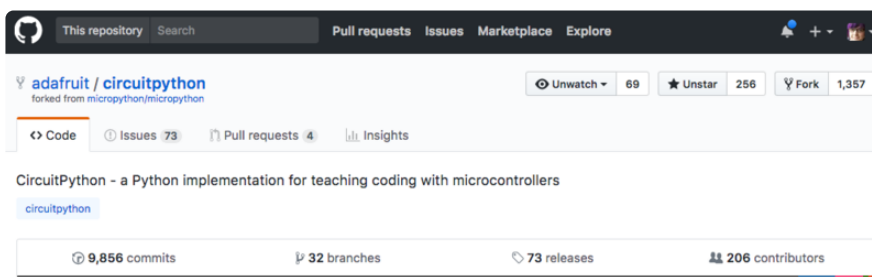 This repository Search Pull requests Issues Marketplace Explore
adafruit / circuitpython Unwatch 69 Unstar 256 Fork 1,357
forked from micropython/micropython
Code Issues 73 Pull requests 4 Insights
CircuitPython - a Python implementation for teaching coding with microcontrollers
circuitpython
9,856 commits 32 branches 73 releases 206 contributors